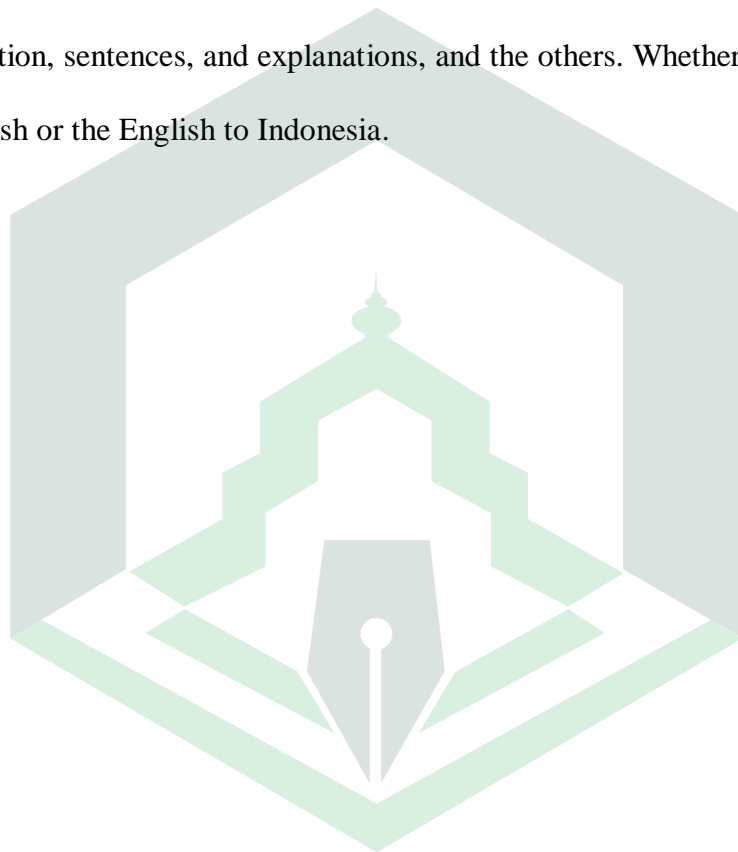 tion, sentences, and explanations, and the others. Whether
sh or the English to Indonesia.